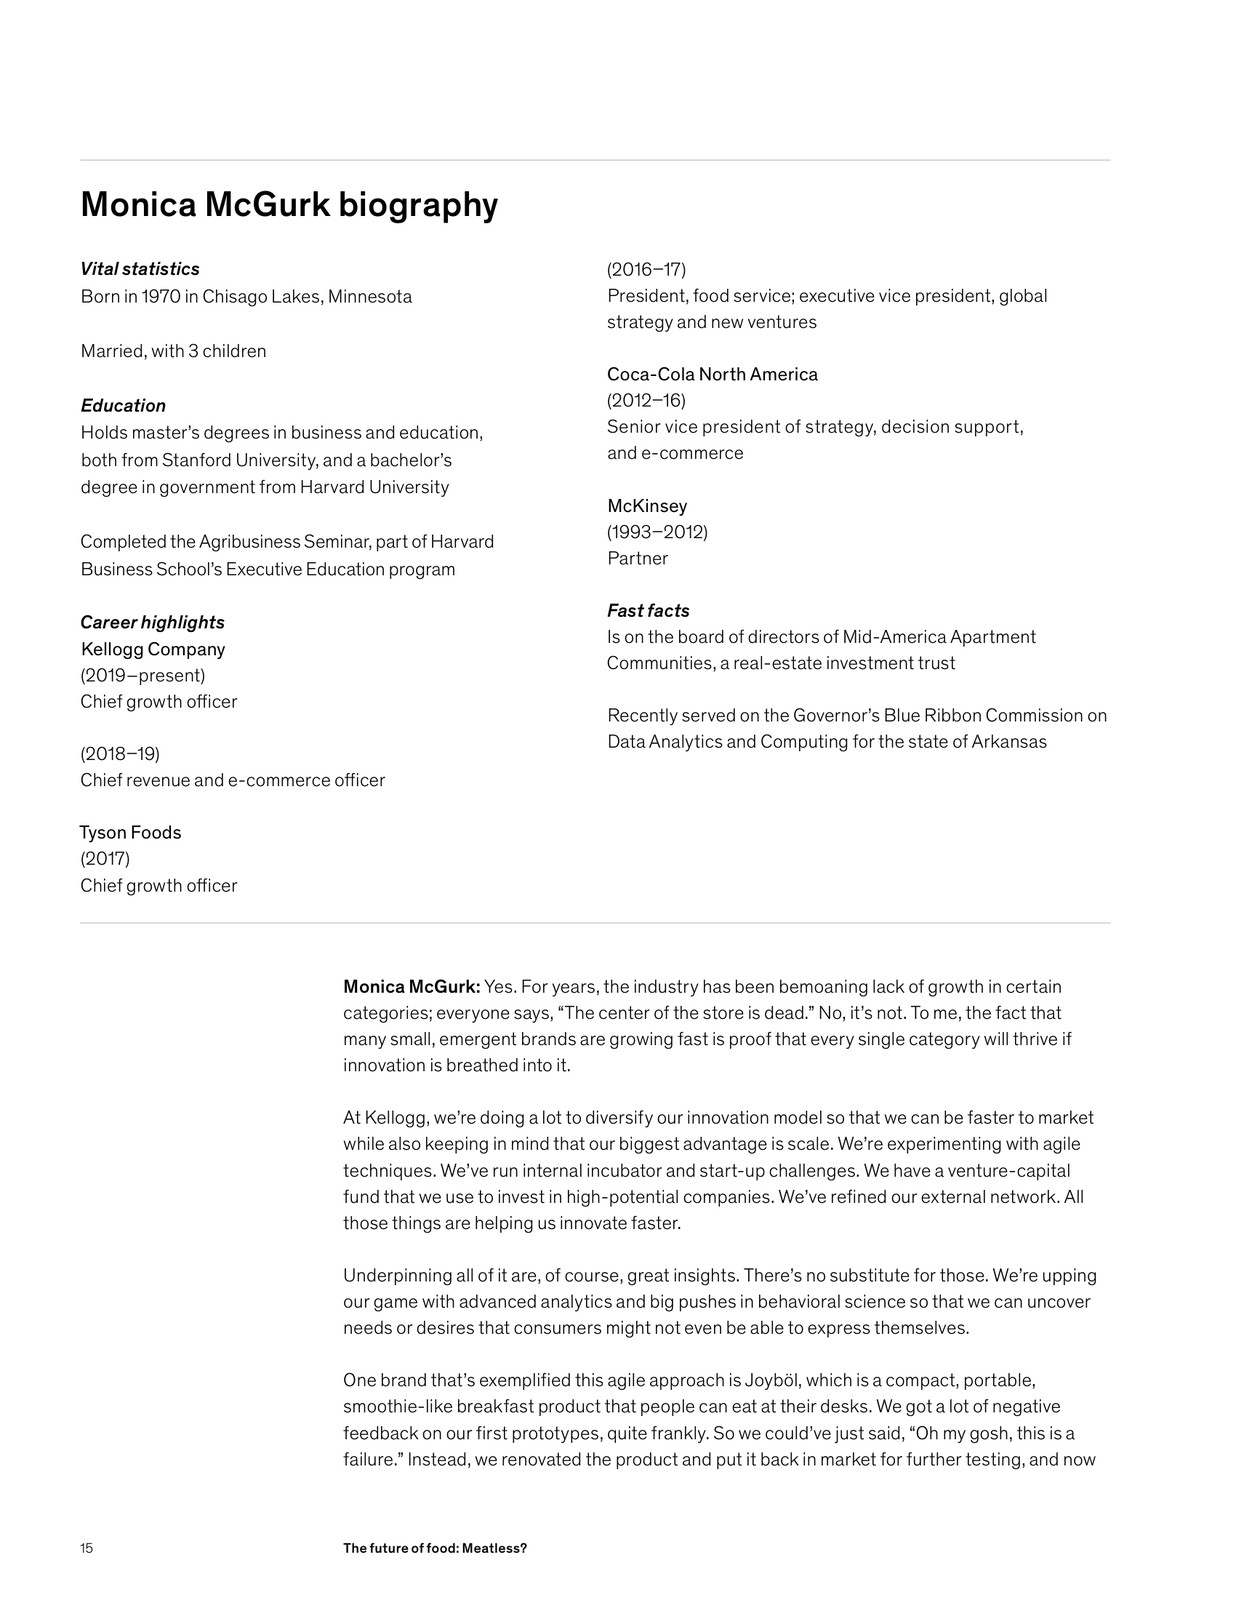 Monica McGurk biography
Vital statistics
Born in 1970 in Chisago Lakes, Minnesota
Married, with 3 children
Education
Holds master’s degrees in business and education,
both from Stanford University, and a bachelor’s
degree in government from Harvard University
Completed the Agribusiness Seminar, part of Harvard
Business School’s Executive Education program
Career highlights
Kellogg Company
(2019–present)
Chief growth officer
(2018–19)
Chief revenue and e-commerce officer
Tyson Foods
(2017)
Chief growth officer
(2016–17)
President, food service; executive vice president, global
strategy and new ventures
Coca-Cola North America
(2012–16)
Senior vice president of strategy, decision support,
and e-commerce
McKinsey
(1993–2012)
Partner
Fast facts
Is on the board of directors of Mid-America Apartment
Communities, a real-estate investment trust
Recently served on the Governor’s Blue Ribbon Commission on
Data Analytics and Computing for the state of Arkansas
Monica McGurk: Yes. For years, the industry has been bemoaning lack of growth in certain
categories; everyone says, “The center of the store is dead.” No, it’s not. To me, the fact that
many small, emergent brands are growing fast is proof that every single category will thrive if
innovation is breathed into it.
At Kellogg, we’re doing a lot to diversify our innovation model so that we can be faster to market
while also keeping in mind that our biggest advantage is scale. We’re experimenting with agile
techniques. We’ve run internal incubator and start-up challenges. We have a venture-capital
fund that we use to invest in high-potential companies. We’ve refined our external network. All
those things are helping us innovate faster.
Underpinning all of it are, of course, great insights. There’s no substitute for those. We’re upping
our game with advanced analytics and big pushes in behavioral science so that we can uncover
needs or desires that consumers might not even be able to express themselves.
One brand that’s exemplified this agile approach is Joyböl, which is a compact, portable,
smoothie-like breakfast product that people can eat at their desks. We got a lot of negative
feedback on our first prototypes, quite frankly. So we could’ve just said, “Oh my gosh, this is a
failure.” Instead, we renovated the product and put it back in market for further testing, and now
15
The future of food: Meatless?